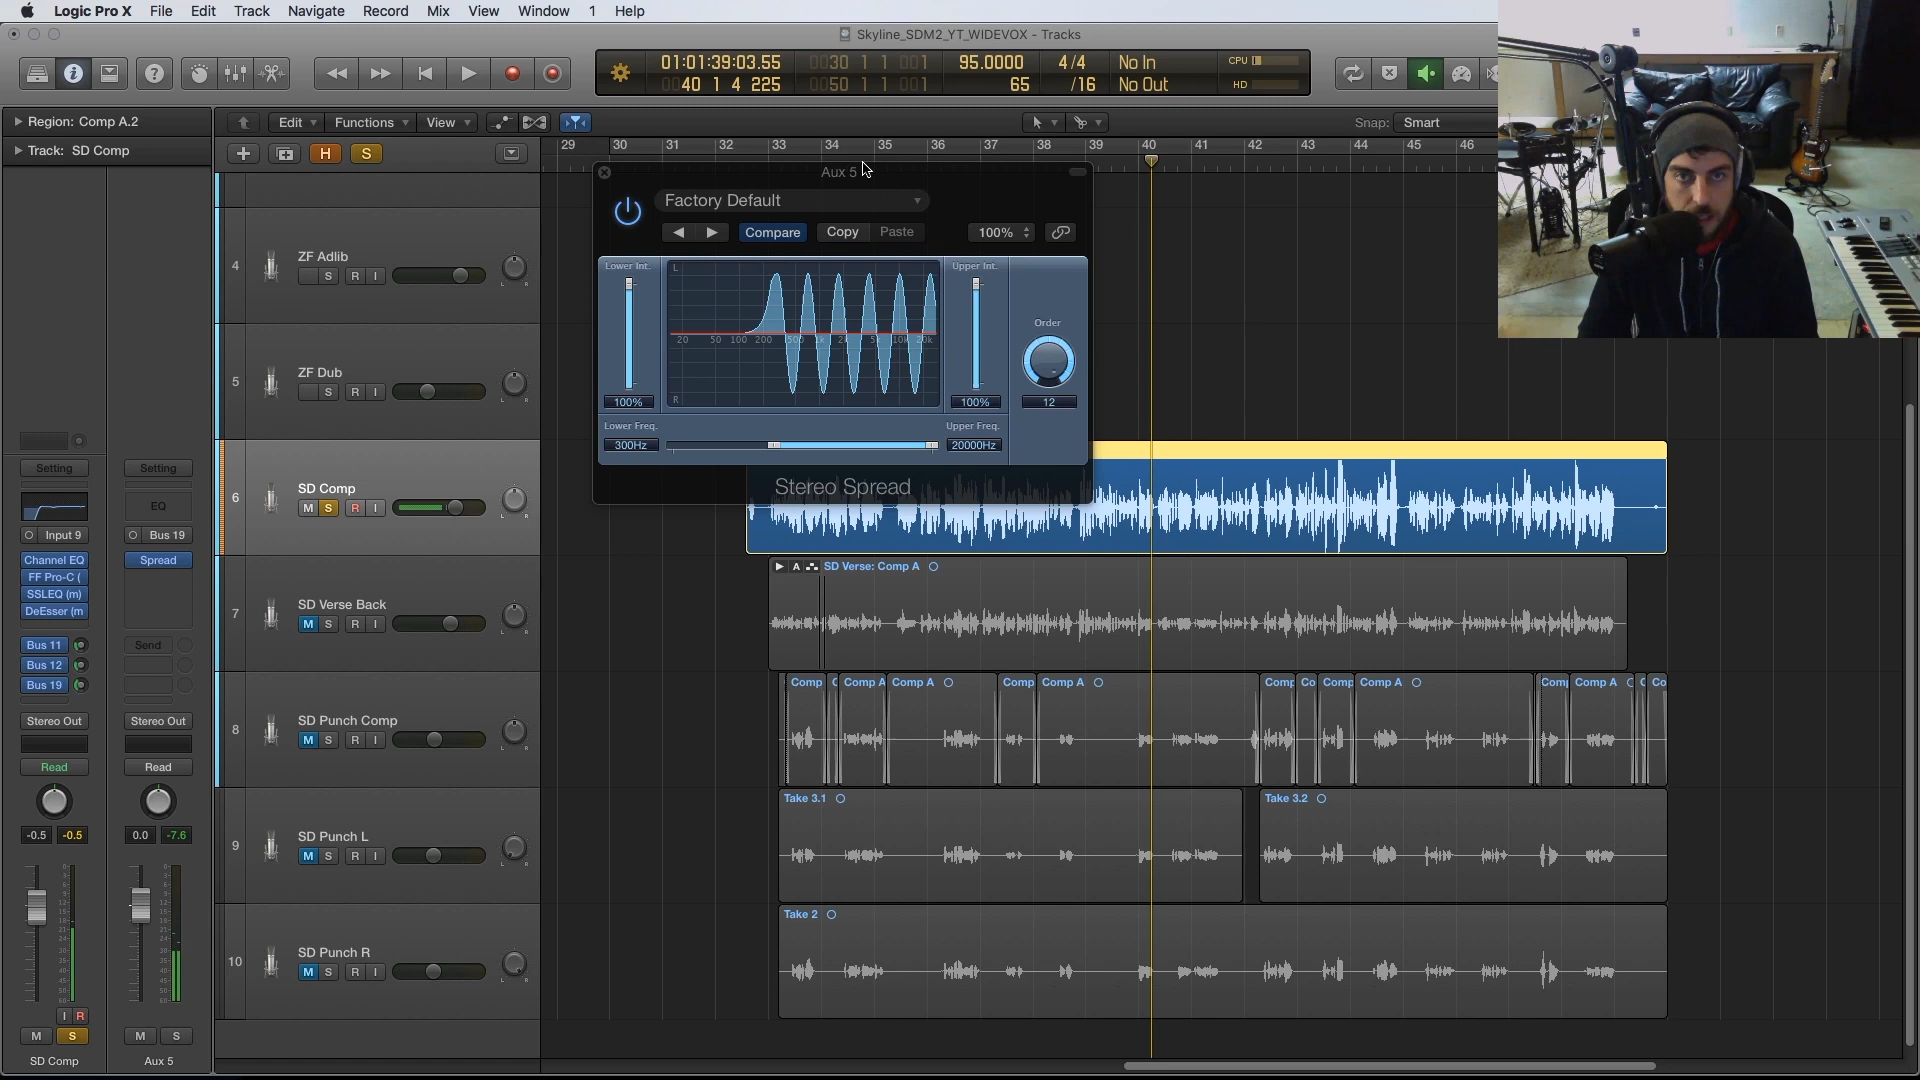 Logic Pro X File Edit Track Navigate Record Mix View Window 1 Help
Skyline_SDM2_YT_WIDEVOX - Tracks
01:01:39:03.55 0030 1 1 001 95.0000 4/4 No In CPU
0040 1 4 225 0050 1 1 001 65 /16 No Out HD
Region: Comp A.2
Track: SD Comp
Edit Functions View Snap: Smart
H S
29 30 31 32 33 34 35 36 37 38 39 40 41 42 43 44 45 46
Aux 5
Factory Default
Compare Copy Paste 100%
Lower Int. L Upper Int.
Order
20 50 100 200 500 1k 2k 5k 10k 20k
R
100% 100% 12
Lower Freq. Upper Freq.
300Hz 20000Hz
Stereo Spread
4 ZF Adlib
S R I
5 ZF Dub
S R I
6 SD Comp
M S R I
7 SD Verse Back
M S R I
SD Verse: Comp A
8 SD Punch Comp
M S R I
Comp C Comp A Comp A Comp Comp A Comp Co Comp Comp A Comp Comp A C Co
9 SD Punch L
M S R I
Take 3.1 Take 3.2
10 SD Punch R
M S R I
Take 2
Setting Setting
EQ
Input 9 Bus 19
Channel EQ Spread
FF Pro-C (
SSLEQ (m)
DeEsser (m
Bus 11 Send
Bus 12
Bus 19
Stereo Out Stereo Out
Read Read
-0.5 -0.5 0.0 -7.6
I R
M S M S
SD Comp Aux 5